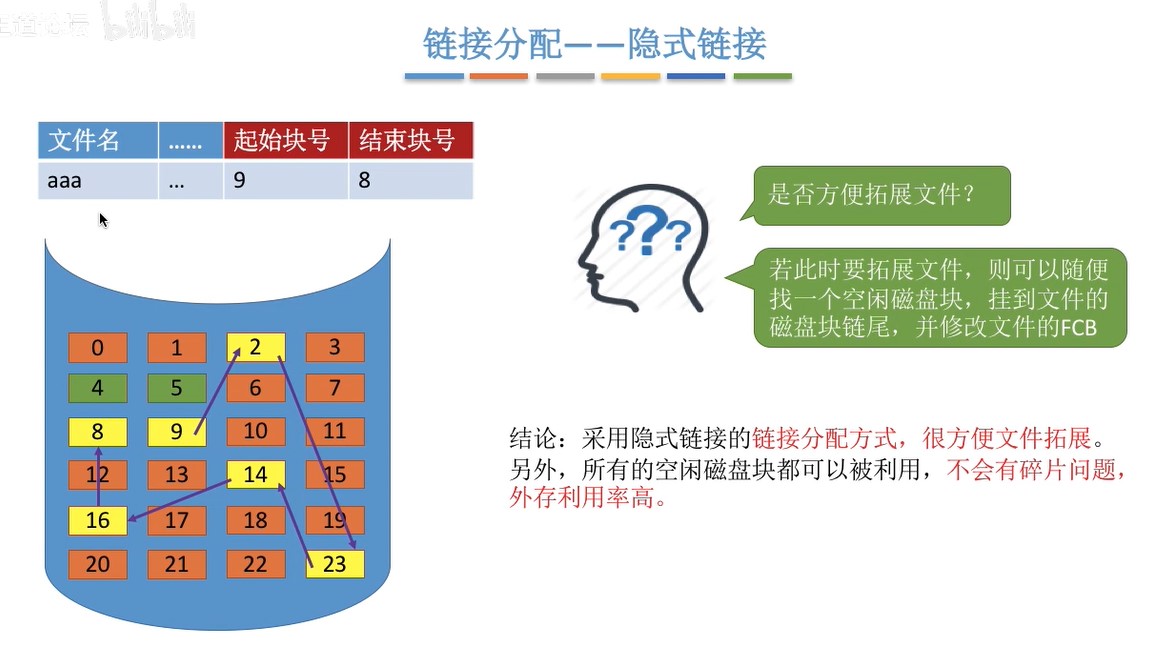 bilibili
链接分配——隐式链接
文件名 …… 起始块号 结束块号
aaa … 9 8
???
是否方便拓展文件？
若此时要拓展文件，则可以随便
找一个空闲磁盘块，挂到文件的
磁盘块链尾，并修改文件的FCB
0 1 2 3
4 5 6 7
8 9 10 11
12 13 14 15
16 17 18 19
20 21 22 23
结论：采用隐式链接的链接分配方式，很方便文件拓展。
另外，所有的空闲磁盘块都可以被利用，不会有碎片问题，
外存利用率高。